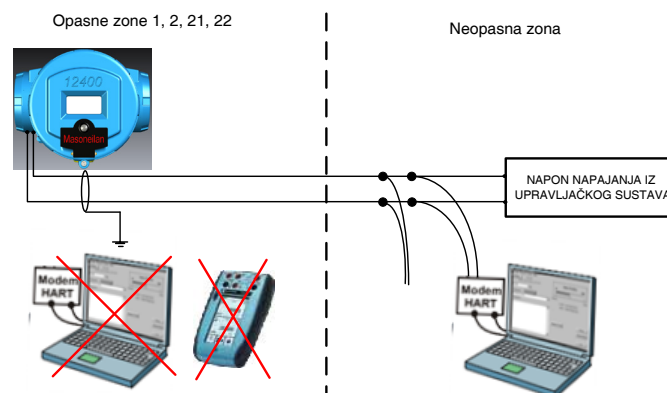 Opasne zone 1, 2, 21, 22
Neopasna zona
12400
Masoneilan
NAPON NAPAJANJA IZ
UPRAVLJAČKOG SUSTAVA
Modem
HART
Modem
HART